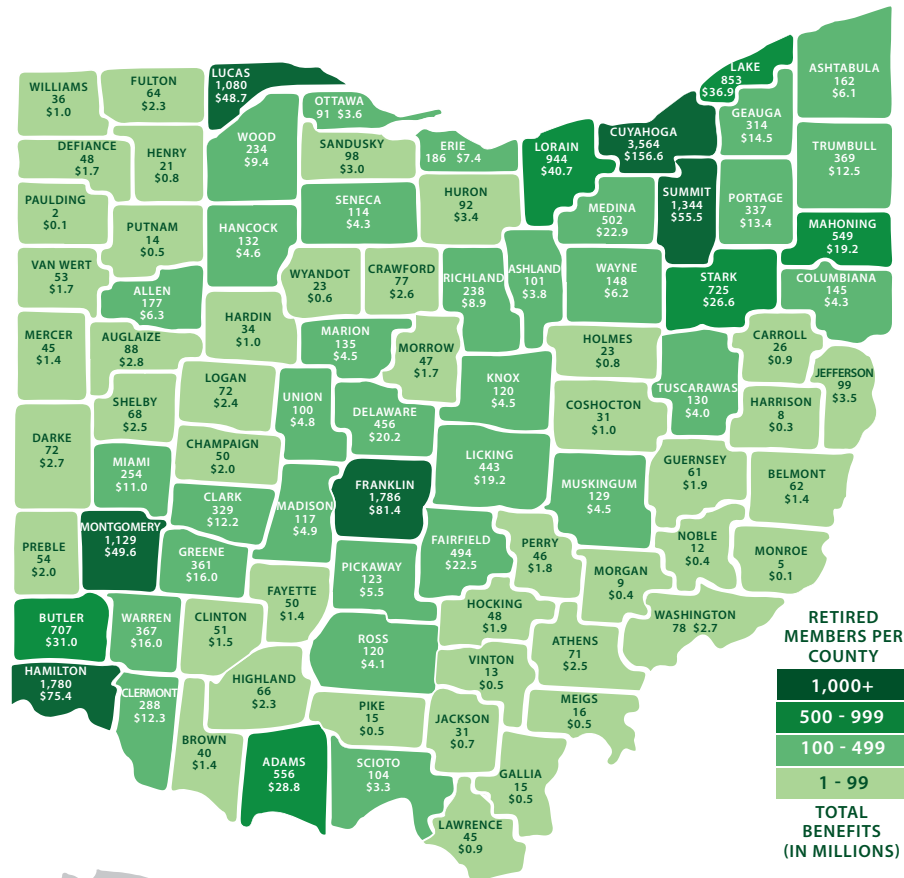 WILLIAMS
36
$1.0
FULTON
64
$2.3
LUCAS
1,080
$48.7
OTTAWA
91 $3.6
LAKE
853
$36.9
ASHTABULA
162
$6.1
GEAUGA
314
$14.5
CUYAHOGA
3,564
$156.6
DEFIANCE
48
$1.7
HENRY
21
$0.8
WOOD
234
$9.4
SANDUSKY
98
$3.0
ERIE
186 $7.4
LORAIN
944
$40.7
TRUMBULL
369
$12.5
PAULDING
2
$0.1
PUTNAM
14
$0.5
HANCOCK
132
$4.6
SENECA
114
$4.3
HURON
92
$3.4
MEDINA
502
$22.9
SUMMIT
1,344
$55.5
PORTAGE
337
$13.4
MAHONING
549
$19.2
VAN WERT
53
$1.7
ALLEN
177
$6.3
WYANDOT
23
$0.6
CRAWFORD
77
$2.6
RICHLAND
238
$8.9
ASHLAND
101
$3.8
WAYNE
148
$6.2
STARK
725
$26.6
COLUMBIANA
145
$4.3
MERCER
45
$1.4
AUGLAIZE
88
$2.8
HARDIN
34
$1.0
MARION
135
$4.5
MORROW
47
$1.7
HOLMES
23
$0.8
CARROLL
26
$0.9
JEFFERSON
99
$3.5
SHELBY
68
$2.5
LOGAN
72
$2.4
UNION
100
$4.8
DELAWARE
456
$20.2
KNOX
120
$4.5
COSHOCTON
31
$1.0
TUSCARAWAS
130
$4.0
HARRISON
8
$0.3
DARKE
72
$2.7
MIAMI
254
$11.0
CHAMPAIGN
50
$2.0
LICKING
443
$19.2
GUERNSEY
61
$1.9
BELMONT
62
$1.4
CLARK
329
$12.2
MADISON
117
$4.9
FRANKLIN
1,786
$81.4
MUSKINGUM
129
$4.5
PREBLE
54
$2.0
MONTGOMERY
1,129
$49.6
GREENE
361
$16.0
FAIRFIELD
494
$22.5
PERRY
46
$1.8
NOBLE
12
$0.4
MONROE
5
$0.1
PICKAWAY
123
$5.5
MORGAN
9
$0.4
FAYETTE
50
$1.4
BUTLER
707
$31.0
WARREN
367
$16.0
CLINTON
51
$1.5
HOCKING
48
$1.9
WASHINGTON
78 $2.7
ROSS
120
$4.1
ATHENS
71
$2.5
HAMILTON
1,780
$75.4
CLERMONT
288
$12.3
HIGHLAND
66
$2.3
VINTON
13
$0.5
PIKE
15
$0.5
JACKSON
31
$0.7
MEIGS
16
$0.5
BROWN
40
$1.4
ADAMS
556
$28.8
SCIOTO
104
$3.3
GALLIA
15
$0.5
LAWRENCE
45
$0.9
RETIRED
MEMBERS PER
COUNTY
1,000+
500 - 999
100 - 499
1 - 99
TOTAL
BENEFITS
(IN MILLIONS)